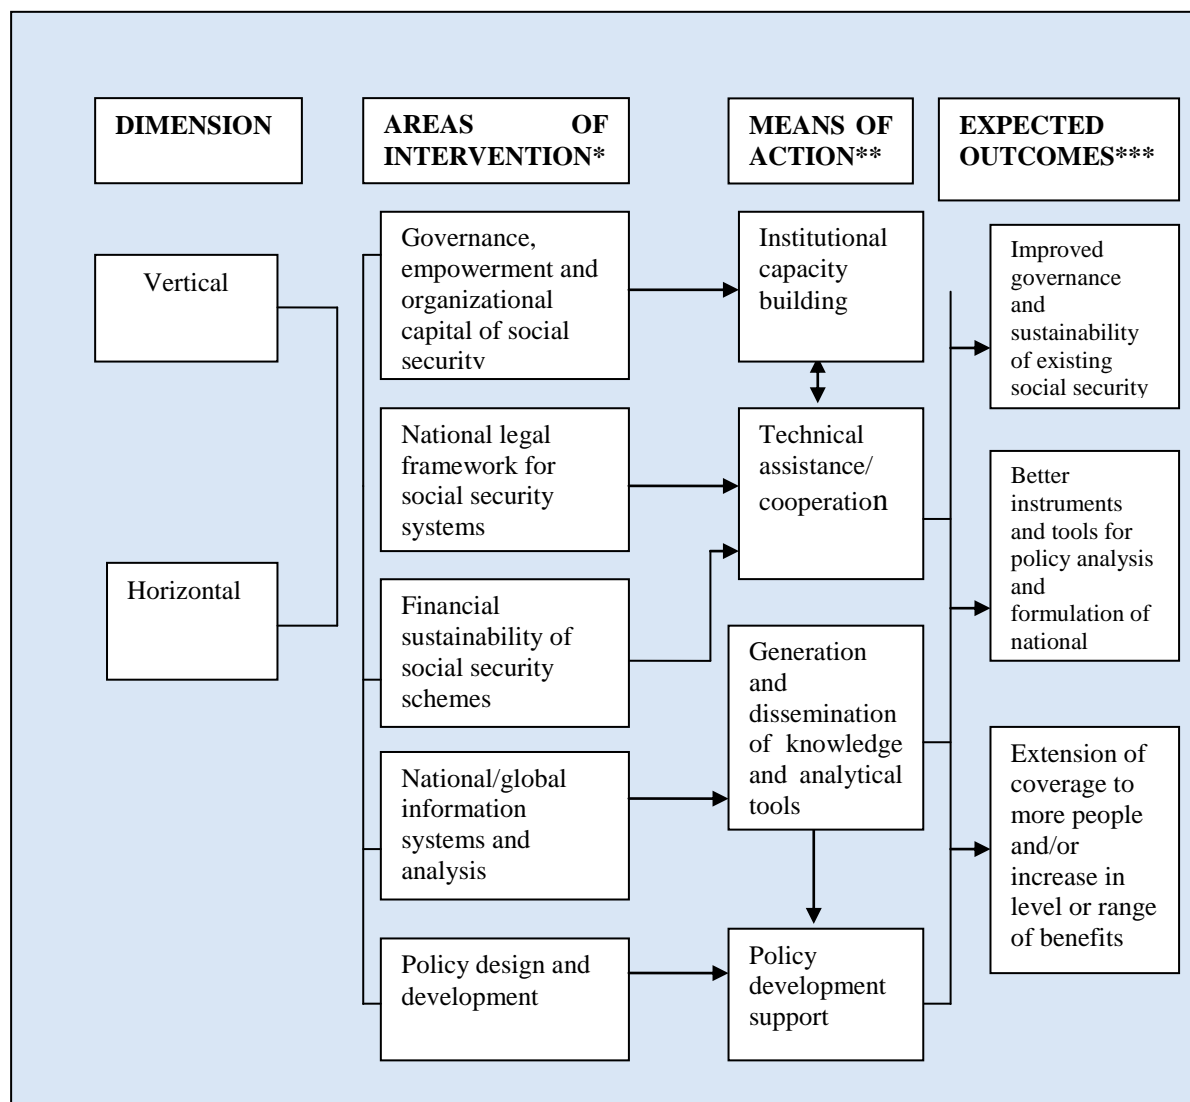 DIMENSION
AREAS OF
INTERVENTION*
MEANS OF
ACTION**
EXPECTED
OUTCOMES***
Vertical
Horizontal
Governance,
empowerment and
organizational
capital of social
security
National legal
framework for
social security
systems
Financial
sustainability of
social security
schemes
National/global
information
systems and
analysis
Policy design and
development
Institutional
capacity
building
Technical
assistance/
cooperation
Generation
and
dissemination
of knowledge
and analytical
tools
Policy
development
support
Improved
governance
and
sustainability
of existing
social security
Better
instruments
and tools for
policy analysis
and
formulation of
national
Extension of
coverage to
more people
and/or
increase in
level or range
of benefits